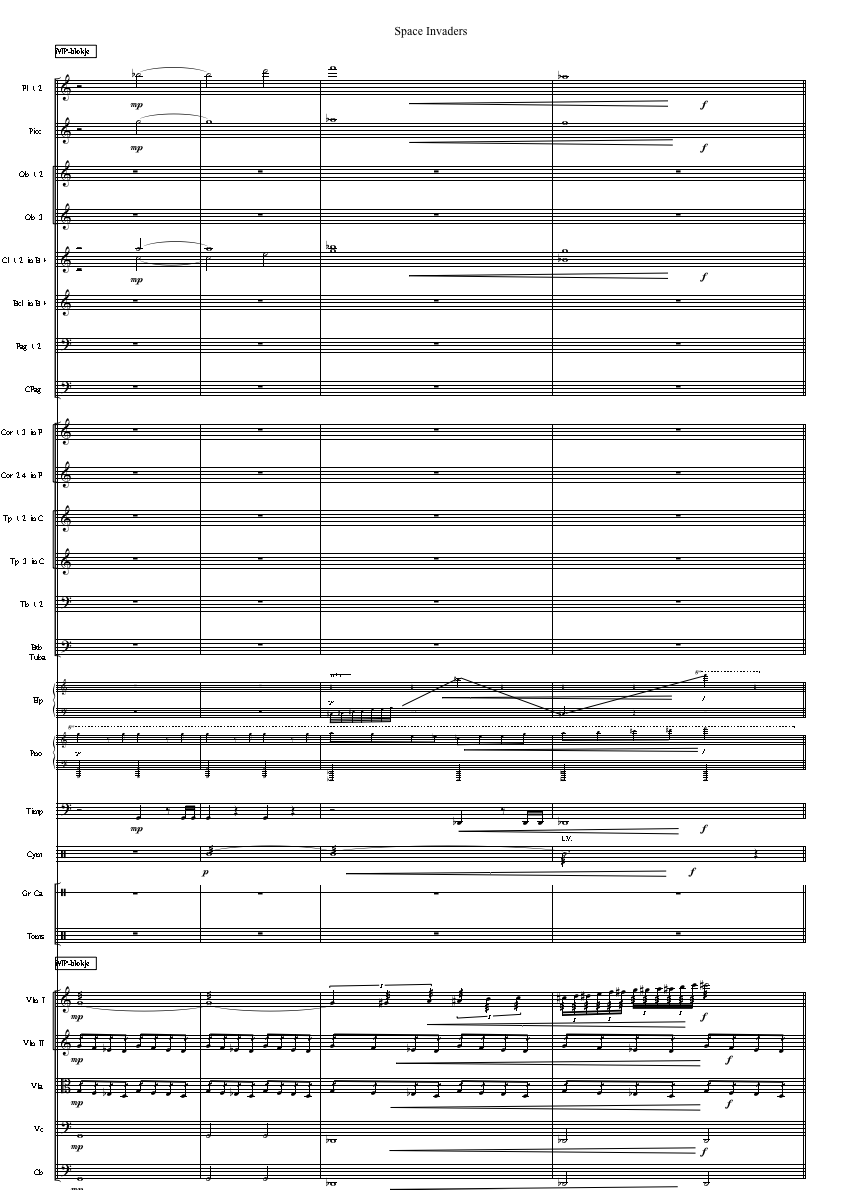 Space Invaders
VIP-blokje
Fl 1 2
mp
f
Picc
mp
f
Ob 1 2
Ob 3
Cl 1 2 in B
mp
f
Bcl in B
Fag 1 2
CFag
Cor 1 3 in F
Cor 2 4 in F
Tp 1 2 in C
Tp 3 in C
Tb 1 2
Btb
Tuba
Hp
Pno
Timp
mp
f
L.V.
Cym
p
f
Gr Ca
Toms
VIP-blokje
Vln I
mp
f
Vln II
mp
f
Vla
mp
f
Vc
mp
f
Cb
mp